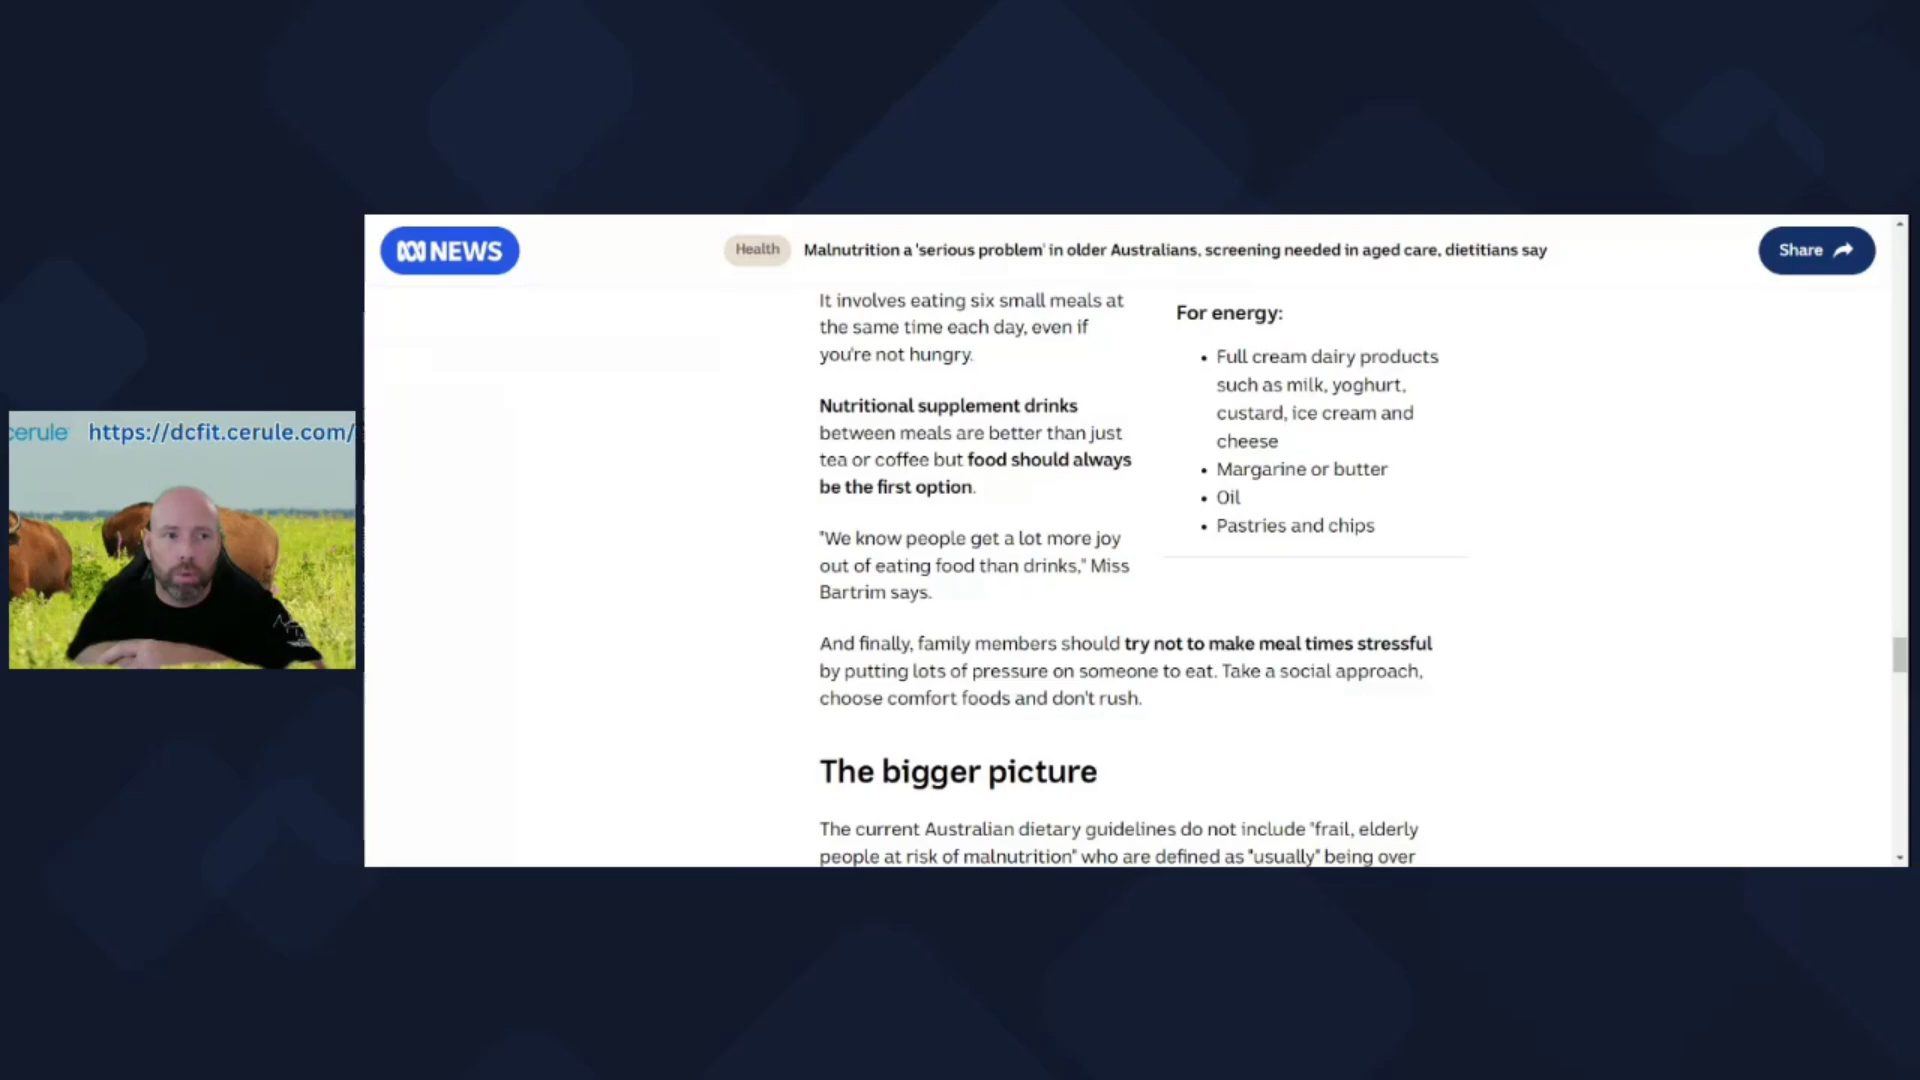 NEWS
Health
Malnutrition a 'serious problem' in older Australians, screening needed in aged care, dietitians say
Share
It involves eating six small meals at
the same time each day, even if
you're not hungry.
Nutritional supplement drinks
between meals are better than just
tea or coffee but food should always
be the first option.
"We know people get a lot more joy
out of eating food than drinks," Miss
Bartrim says.
For energy:
• Full cream dairy products
such as milk, yoghurt,
custard, ice cream and
cheese
• Margarine or butter
• Oil
• Pastries and chips
And finally, family members should try not to make meal times stressful
by putting lots of pressure on someone to eat. Take a social approach,
choose comfort foods and don't rush.
The bigger picture
The current Australian dietary guidelines do not include "frail, elderly
people at risk of malnutrition" who are defined as "usually" being over
cerule https://dcfit.cerule.com/